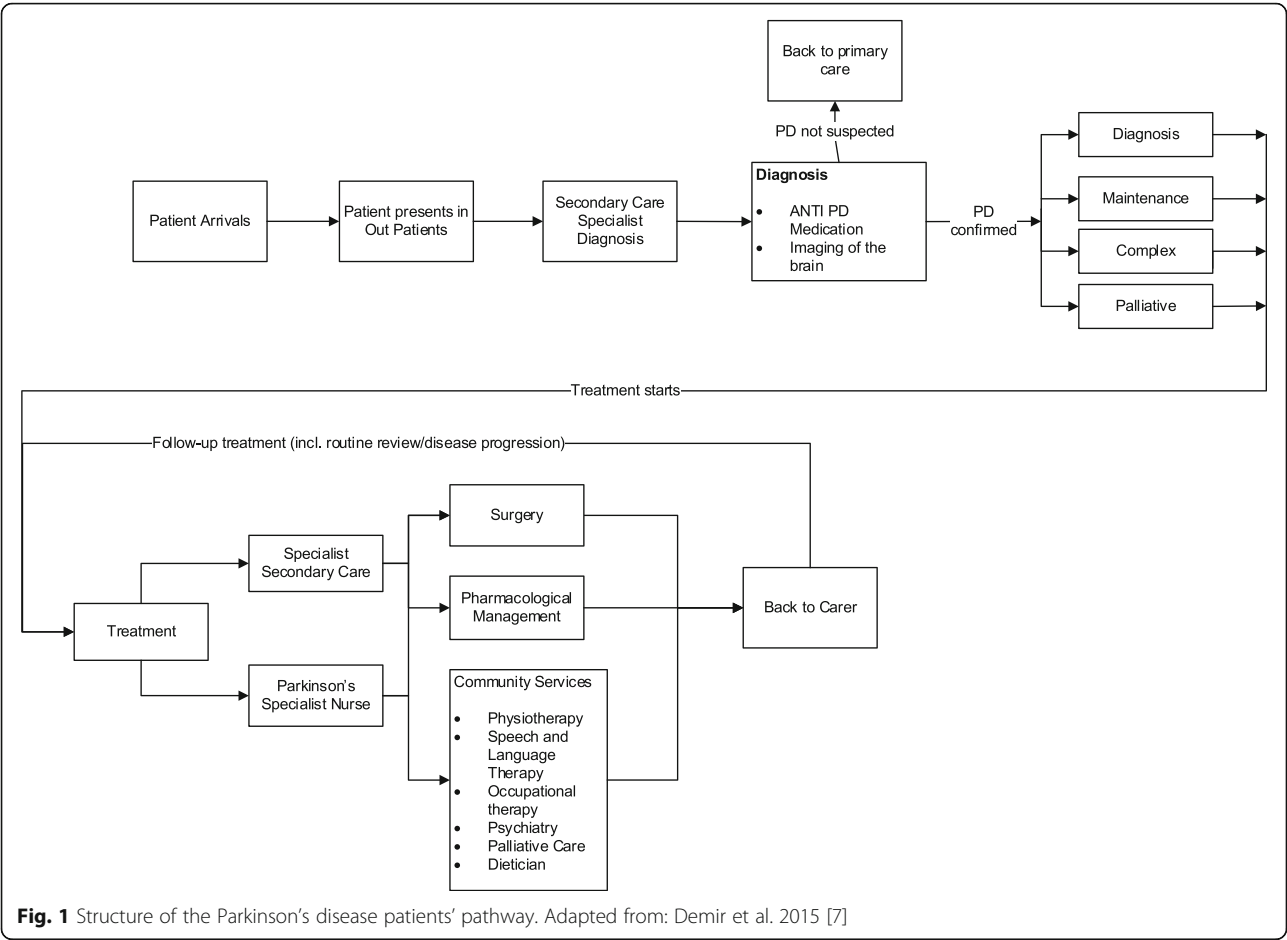 Back to primary
care
PD not suspected
Patient Arrivals
Patient presents in
Out Patients
Secondary Care
Specialist
Diagnosis
Diagnosis
• ANTI PD
Medication
• Imaging of the
brain
PD
confirmed
Diagnosis
Maintenance
Complex
Palliative
Treatment starts
Follow-up treatment (incl. routine review/disease progression)
Treatment
Specialist
Secondary Care
Parkinson's
Specialist Nurse
Surgery
Pharmacological
Management
Community Services
• Physiotherapy
• Speech and
Language
Therapy
• Occupational
therapy
• Psychiatry
• Palliative Care
• Dietician
Back to Carer
Fig. 1 Structure of the Parkinson's disease patients' pathway. Adapted from: Demir et al. 2015 [7]